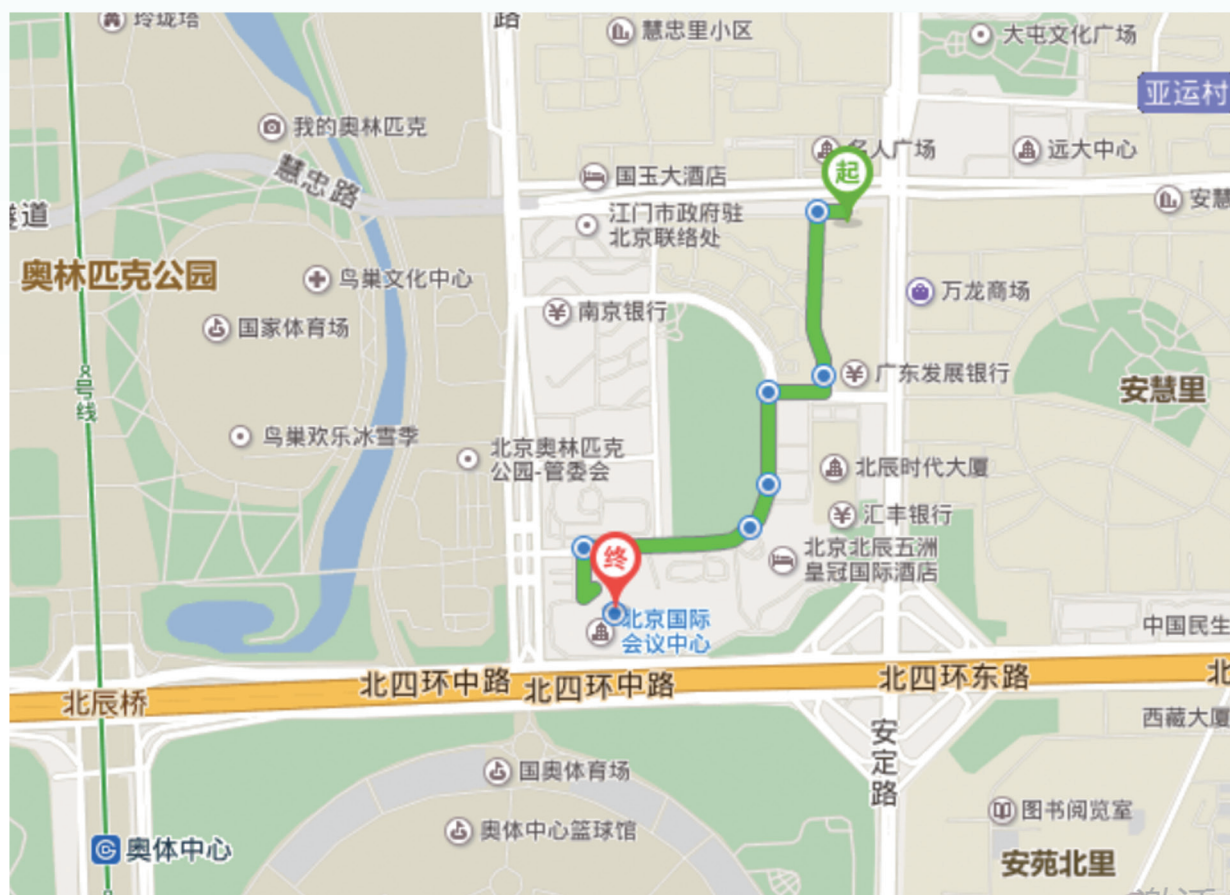 玲珑塔
路
慧忠里小区
大屯文化广场
亚运村
我的奥林匹克
名人广场
远大中心
慧忠路
国玉大酒店
起
安慧
隧道
江门市政府驻
北京联络处
奥林匹克公园
鸟巢文化中心
万龙商场
国家体育场
南京银行
8号线
广东发展银行
安慧里
鸟巢欢乐冰雪季
北京奥林匹克
公园-管委会
北辰时代大厦
汇丰银行
终
北京北辰五洲
皇冠国际酒店
北京国际
会议中心
中国民生
北四环中路
北四环中路
北四环东路
北
北辰桥
西藏大厦
安定路
国奥体育场
图书阅览室
奥体中心篮球馆
奥体中心
安苑北里